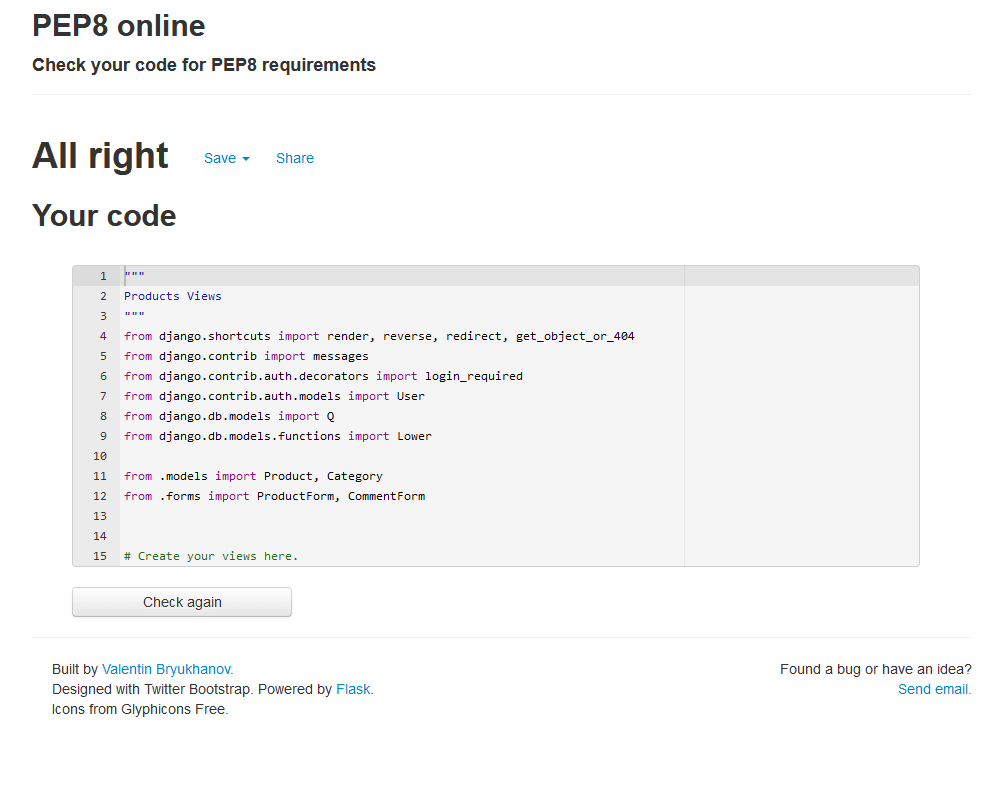 PEP8 online
Check your code for PEP8 requirements
All right Save Share
Your code
1 """
2 Products Views
3 """
4 from django.shortcuts import render, reverse, redirect, get_object_or_404
5 from django.contrib import messages
6 from django.contrib.auth.decorators import login_required
7 from django.contrib.auth.models import User
8 from django.db.models import Q
9 from django.db.models.functions import Lower
10
11 from .models import Product, Category
12 from .forms import ProductForm, CommentForm
13
14
15 # Create your views here.
Check again
Built by Valentin Bryukhanov.
Designed with Twitter Bootstrap. Powered by Flask.
Icons from Glyphicons Free.
Found a bug or have an idea?
Send email.